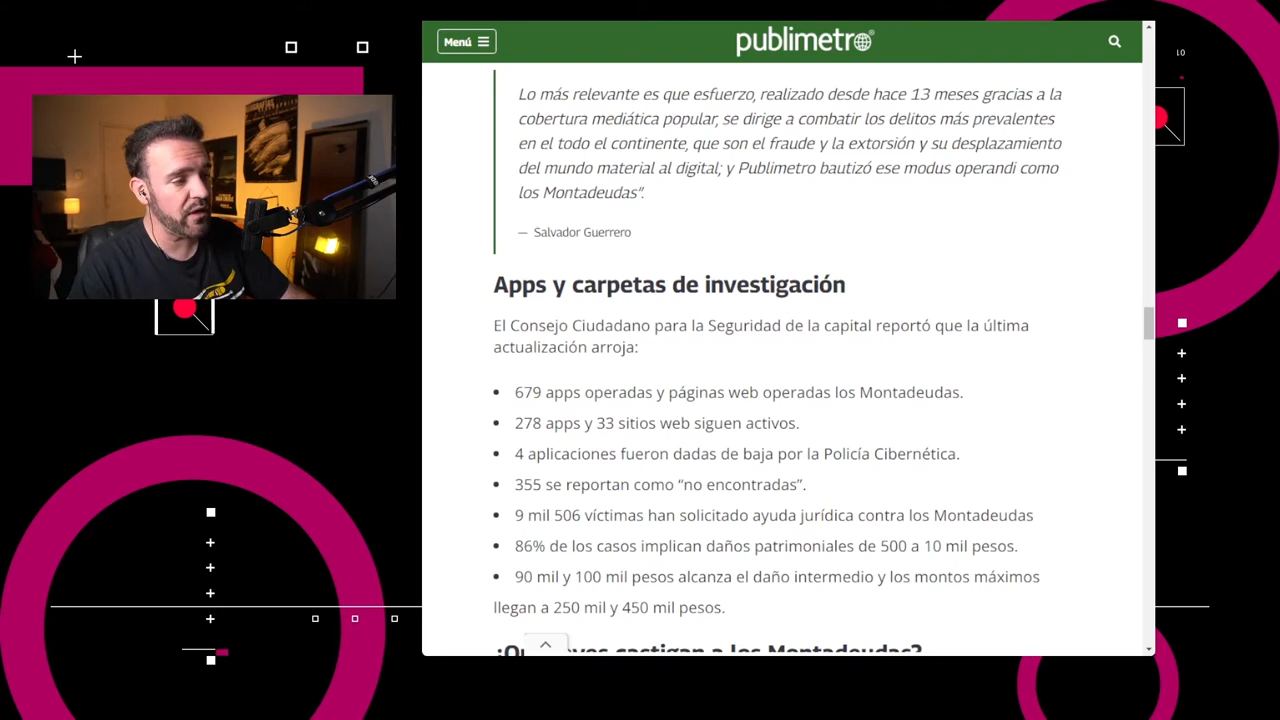 Menú
publimetro
Lo más relevante es que esfuerzo, realizado desde hace 13 meses gracias a la
cobertura mediática popular, se dirige a combatir los delitos más prevalentes
en el todo el continente, que son el fraude y la extorsión y su desplazamiento
del mundo material al digital; y Publimetro bautizó ese modus operandi como
los Montadeudas”.
— Salvador Guerrero
Apps y carpetas de investigación
El Consejo Ciudadano para la Seguridad de la capital reportó que la última
actualización arroja:
• 679 apps operadas y páginas web operadas los Montadeudas.
• 278 apps y 33 sitios web siguen activos.
• 4 aplicaciones fueron dadas de baja por la Policía Cibernética.
• 355 se reportan como “no encontradas”.
• 9 mil 506 víctimas han solicitado ayuda jurídica contra los Montadeudas
• 86% de los casos implican daños patrimoniales de 500 a 10 mil pesos.
• 90 mil y 100 mil pesos alcanza el daño intermedio y los montos máximos
llegan a 250 mil y 450 mil pesos.
castigan a los Montadeudas?